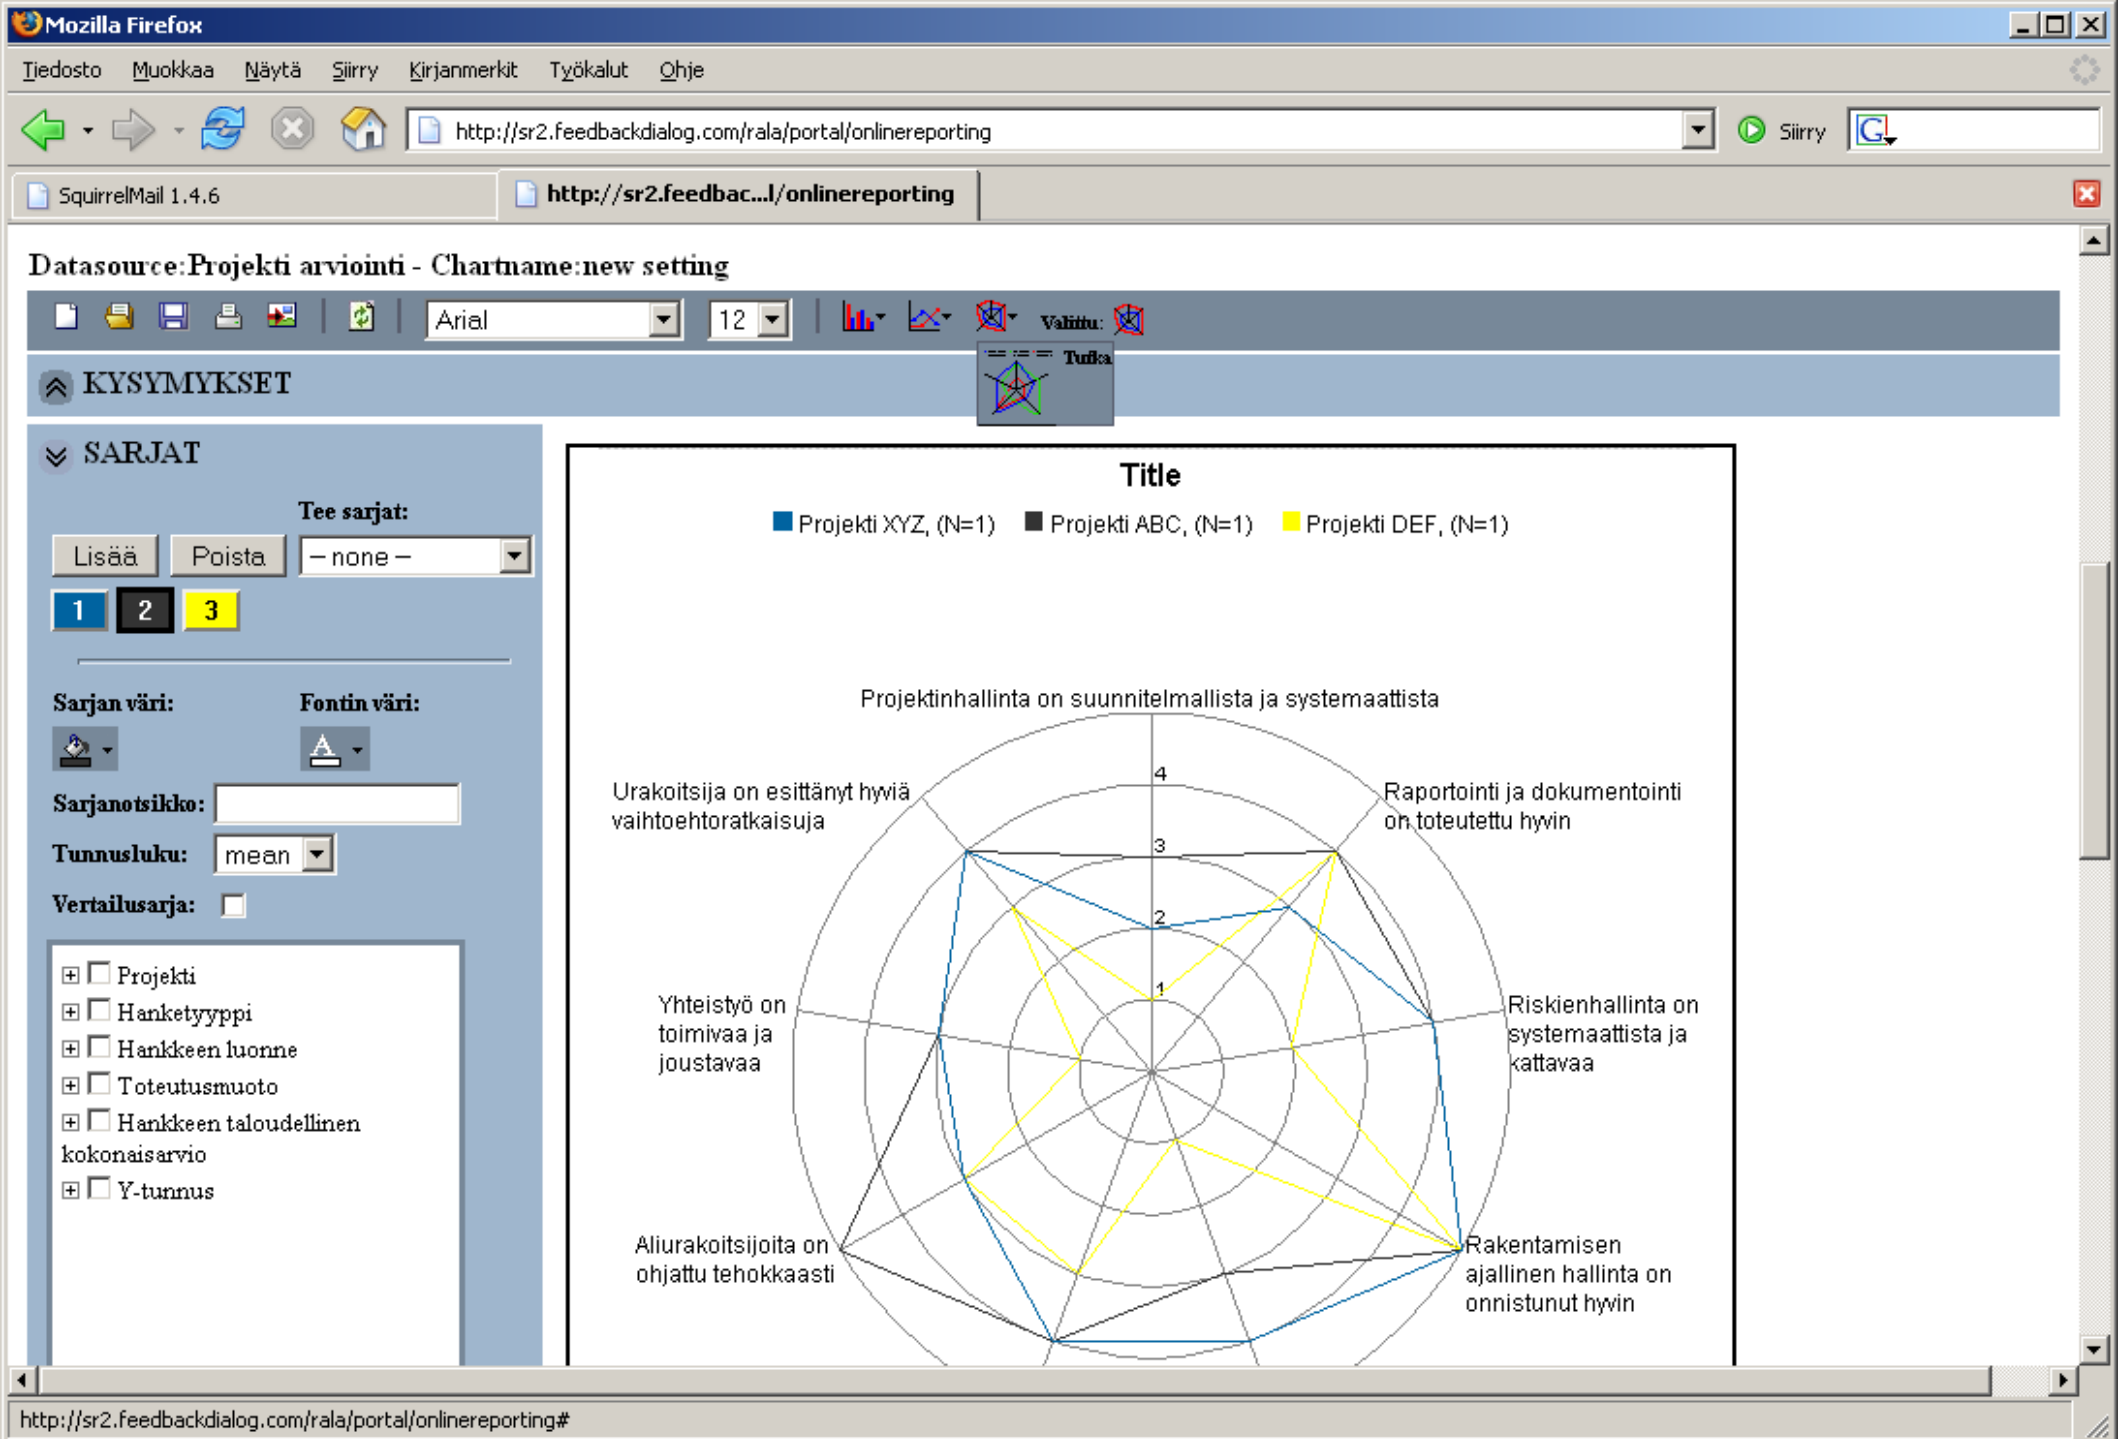 Mozilla Firefox
Tiedosto Muokkaa Näytä Siirry Kirjanmerkit Työkalut Ohje
http://sr2.feedbackdialog.com/rala/portal/onlinereporting Siirry G
SquirrelMail 1.4.6 http://sr2.feedbac...l/onlinereporting
Datasource:Projekti arviointi - Chartname:new setting
Arial 12 Valittu:
Tutka
KYSYMYKSET
SARJAT
Tee sarjat:
Lisää Poista – none –
1 2 3
Sarjan väri: Fontin väri:
A
Sarjanotsikko:
Tunnusluku: mean
Vertailusarja:
Projekti
Hanketyyppi
Hankkeen luonne
Toteutusmuoto
Hankkeen taloudellinen
kokonaisarvio
Y-tunnus
Title
Projekti XYZ, (N=1) Projekti ABC, (N=1) Projekti DEF, (N=1)
Projektinhallinta on suunnitelmallista ja systemaattista
4
3
2
1
Raportointi ja dokumentointi
on toteutettu hyvin
Riskienhallinta on
systemaattista ja
kattavaa
Rakentamisen
ajallinen hallinta on
onnistunut hyvin
Aliurakoitsijoita on
ohjattu tehokkaasti
Yhteistyö on
toimivaa ja
joustavaa
Urakoitsija on esittänyt hyviä
vaihtoehtoratkaisuja
http://sr2.feedbackdialog.com/rala/portal/onlinereporting#